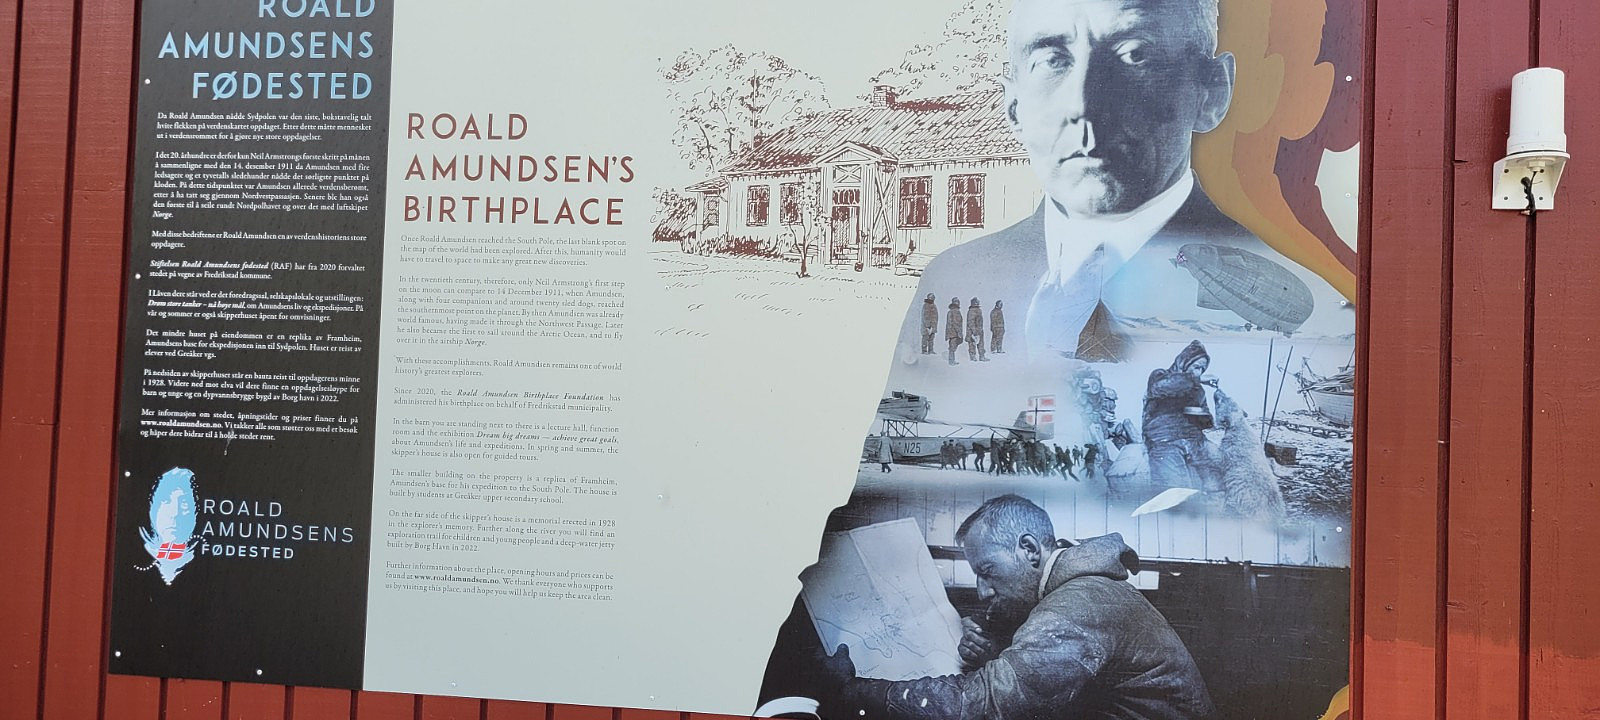 ROALD
AMUNDSENS
FØDESTED
Da Roald Amundsen nådde Sydpolen var den siste, bokstavelig talt
hvite flekken på verdenskartet oppdaget. Etter dette måtte mennesket
ut i verdensrommet for å gjøre nye store oppdagelser.
I det 20. århundre er derfor kun Neil Armstrongs første skritt på månen
å sammenligne med den 14. desember 1911 da Amundsen med fire
ledsagere og et tyvetalls sledehunder nådde det sørligste punktet på
kloden. På dette tidspunktet var Amundsen allerede verdensberømt,
etter å ha tatt seg gjennom Nordvestpassasjen. Senere ble han også
den første til å seile rundt Nordpolhavet og over det med luftskipet
Norge.
Med disse bedriftene er Roald Amundsen en av verdenshistoriens store
oppdagere.
Stiftelsen Roald Amundsens fødested (RAF) har fra 2020 forvaltet
stedet på vegne av Fredrikstad kommune.
I Låven dere står ved er det foredragssal, selskapslokale og utstillingen:
Drøm store tanker – nå høye mål, om Amundsens liv og ekspedisjoner. På
vår og sommer er også skipperhuset åpent for omvisninger.
Det mindre huset på eiendommen er en replika av Framheim,
Amundsens base for ekspedisjonen inn til Sydpolen. Huset er reist av
elever ved Greåker vgs.
På nedsiden av skipperhuset står en bauta reist til oppdagerens minne
i 1928. Videre ned mot elva vil dere finne en oppdagelsesløype for
barn og unge og en dypvannsbrygge bygd av Borg havn i 2022.
Mer informasjon om stedet, åpningstider og priser finner du på
www.roaldamundsen.no. Vi takker alle som støtter oss med et besøk
og håper dere bidrar til å holde stedet rent.
ROALD
AMUNDSENS
FØDESTED
ROALD
AMUNDSEN'S
BIRTHPLACE
Once Roald Amundsen reached the South Pole, the last blank spot on
the map of the world had been explored. After this, humanity would
have to travel to space to make any great new discoveries.
In the twentieth century, therefore, only Neil Armstrong's first step
on the moon can compare to 14 December 1911, when Amundsen,
along with four companions and around twenty sled dogs, reached
the southernmost point on the planet. By then Amundsen was already
world famous, having made it through the Northwest Passage. Later
he also became the first to sail around the Arctic Ocean, and to fly
over it in the airship Norge.
With these accomplishments, Roald Amundsen remains one of world
history's greatest explorers.
Since 2020, the Roald Amundsen Birthplace Foundation has
administered his birthplace on behalf of Fredrikstad municipality.
In the barn you are standing next to there is a lecture hall, function
room and the exhibition Dream big dreams — achieve great goals,
about Amundsen's life and expeditions. In spring and summer, the
skipper's house is also open for guided tours.
The smaller building on the property is a replica of Framheim,
Amundsen's base for his expedition to the South Pole. The house is
built by students at Greåker upper secondary school.
On the far side of the skipper's house is a memorial erected in 1928
in the explorer's memory. Further along the river you will find an
exploration trail for children and young people and a deep-water jetty
built by Borg Havn in 2022.
Further information about the place, opening hours and prices can be
found at www.roaldamundsen.no. We thank everyone who supports
us by visiting this place, and hope you will help us keep the area clean.
N25